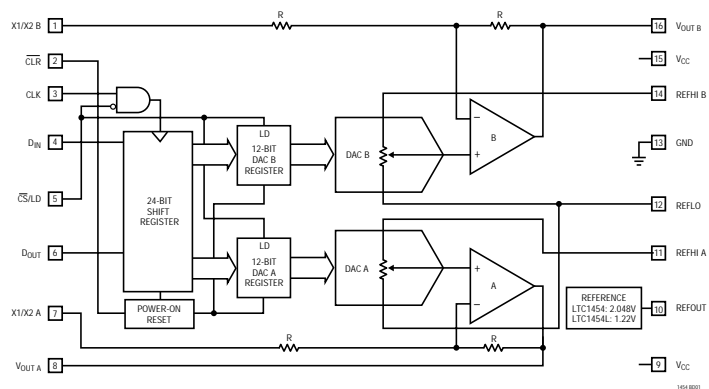 X1/X2 B 1
CLR 2
CLK 3
DIN 4
CS/LD 5
DOUT 6
X1/X2 A 7
VOUT A 8
R
R
24-BIT
SHIFT
REGISTER
POWER-ON
RESET
LD
12-BIT
DAC B
REGISTER
LD
12-BIT
DAC A
REGISTER
DAC B
DAC A
−
B
+
+
A
−
R
R
16 VOUT B
15 VCC
14 REFHI B
13 GND
12 REFLO
11 REFHI A
REFERENCE
LTC1454: 2.048V
LTC1454L: 1.22V
10 REFOUT
9 VCC
1454 BD01